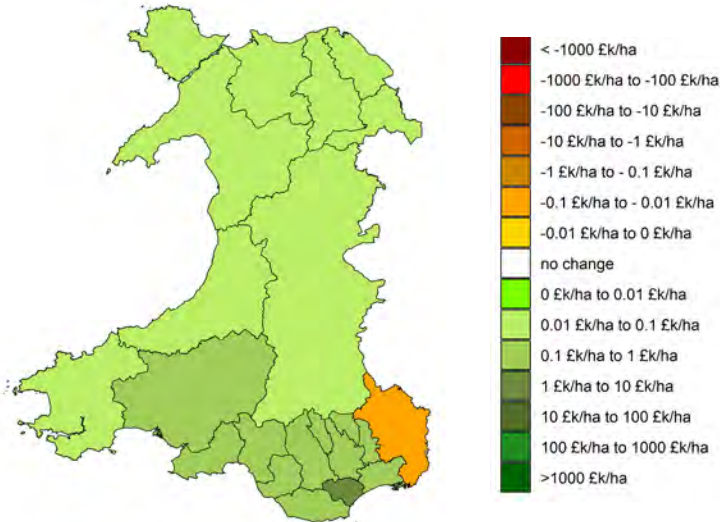 < -1000 £k/ha
-1000 £k/ha to -100 £k/ha
-100 £k/ha to -10 £k/ha
-10 £k/ha to -1 £k/ha
-1 £k/ha to - 0.1 £k/ha
-0.1 £k/ha to - 0.01 £k/ha
-0.01 £k/ha to 0 £k/ha
no change
0 £k/ha to 0.01 £k/ha
0.01 £k/ha to 0.1 £k/ha
0.1 £k/ha to 1 £k/ha
1 £k/ha to 10 £k/ha
10 £k/ha to 100 £k/ha
100 £k/ha to 1000 £k/ha
>1000 £k/ha